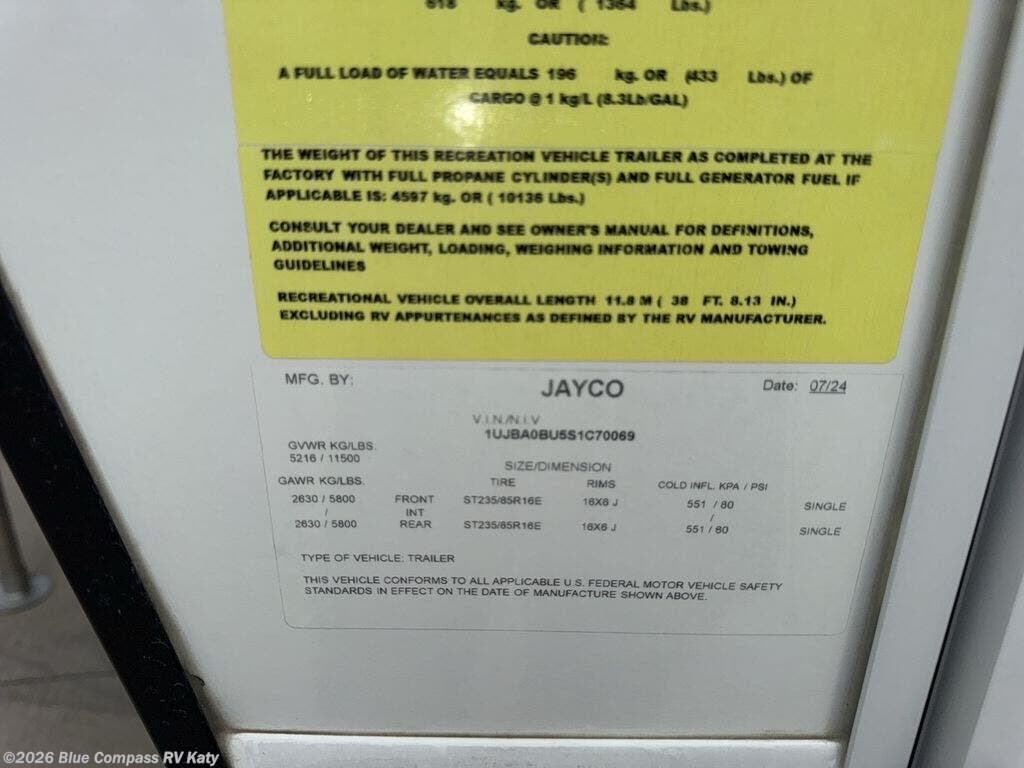 618 kg. OR ( 1364 Lbs.)
CAUTION:
A FULL LOAD OF WATER EQUALS 196 kg. OR (433 Lbs.) OF
CARGO @ 1 kg/L (8.3Lb/GAL)
THE WEIGHT OF THIS RECREATION VEHICLE TRAILER AS COMPLETED AT THE
FACTORY WITH FULL PROPANE CYLINDER(S) AND FULL GENERATOR FUEL IF
APPLICABLE IS: 4597 kg. OR ( 10136 Lbs.)
CONSULT YOUR DEALER AND SEE OWNER'S MANUAL FOR DEFINITIONS,
ADDITIONAL WEIGHT, LOADING, WEIGHING INFORMATION AND TOWING
GUIDELINES
RECREATIONAL VEHICLE OVERALL LENGTH 11.8 M ( 38 FT. 8.13 IN.)
EXCLUDING RV APPURTENANCES AS DEFINED BY THE RV MANUFACTURER.
MFG. BY: JAYCO Date: 07/24
V.I.N./N.I.V
1UJBA0BU5S1C70069
GVWR KG/LBS.
5216 / 11500
SIZE/DIMENSION
GAWR KG/LBS. TIRE RIMS COLD INFL. KPA / PSI
2630 / 5800 FRONT ST235/85R16E 16X6 J 551 / 80 SINGLE
/ INT /
2630 / 5800 REAR ST235/85R16E 16X6 J 551 / 80 SINGLE
TYPE OF VEHICLE: TRAILER
THIS VEHICLE CONFORMS TO ALL APPLICABLE U.S. FEDERAL MOTOR VEHICLE SAFETY
STANDARDS IN EFFECT ON THE DATE OF MANUFACTURE SHOWN ABOVE.
©2026 Blue Compass RV Katy